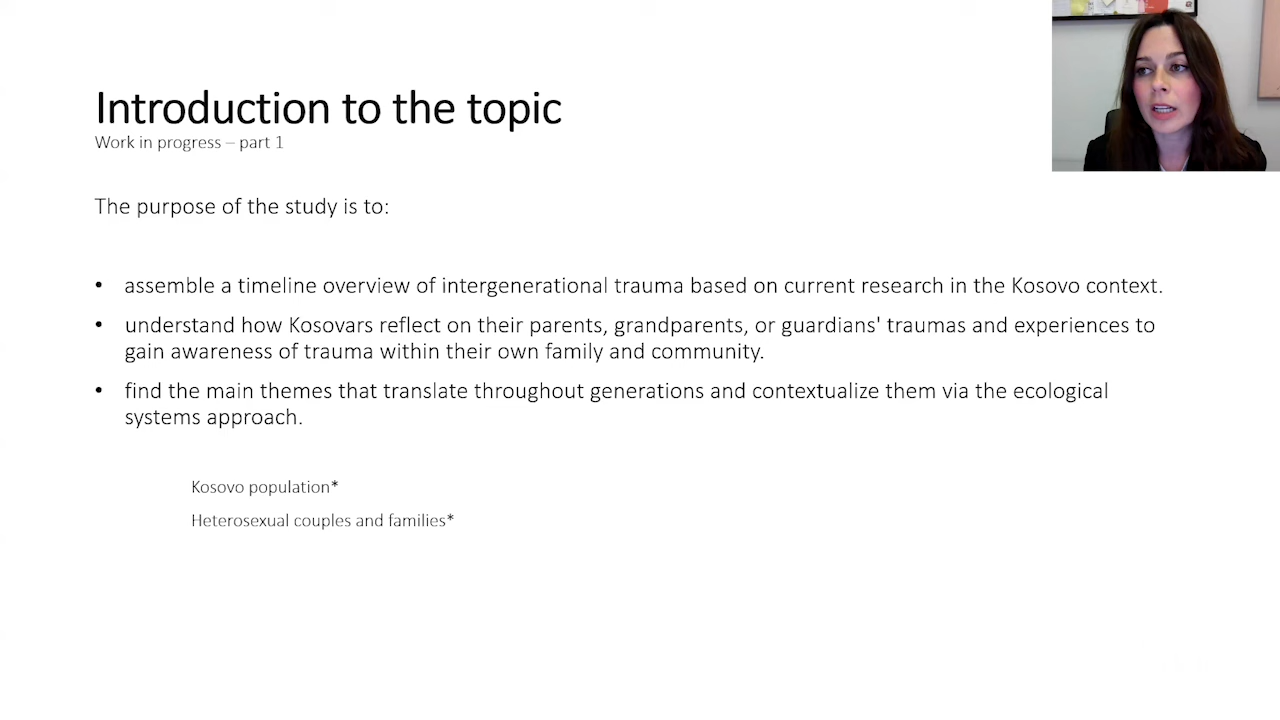 Introduction to the topic
Work in progress – part 1
The purpose of the study is to:
• assemble a timeline overview of intergenerational trauma based on current research in the Kosovo context.
• understand how Kosovars reflect on their parents, grandparents, or guardians' traumas and experiences to
gain awareness of trauma within their own family and community.
• find the main themes that translate throughout generations and contextualize them via the ecological
systems approach.
Kosovo population*
Heterosexual couples and families*